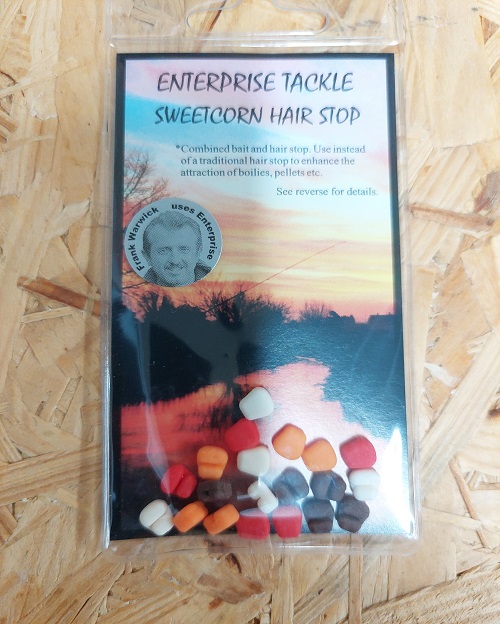 ENTERPRISE TACKLE
SWEETCORN HAIR STOP
*Combined bait and hair stop. Use instead
of a traditional hair stop to enhance the
attraction of boilies, pellets etc.
See reverse for details.
Frank Warwick uses Enterprise